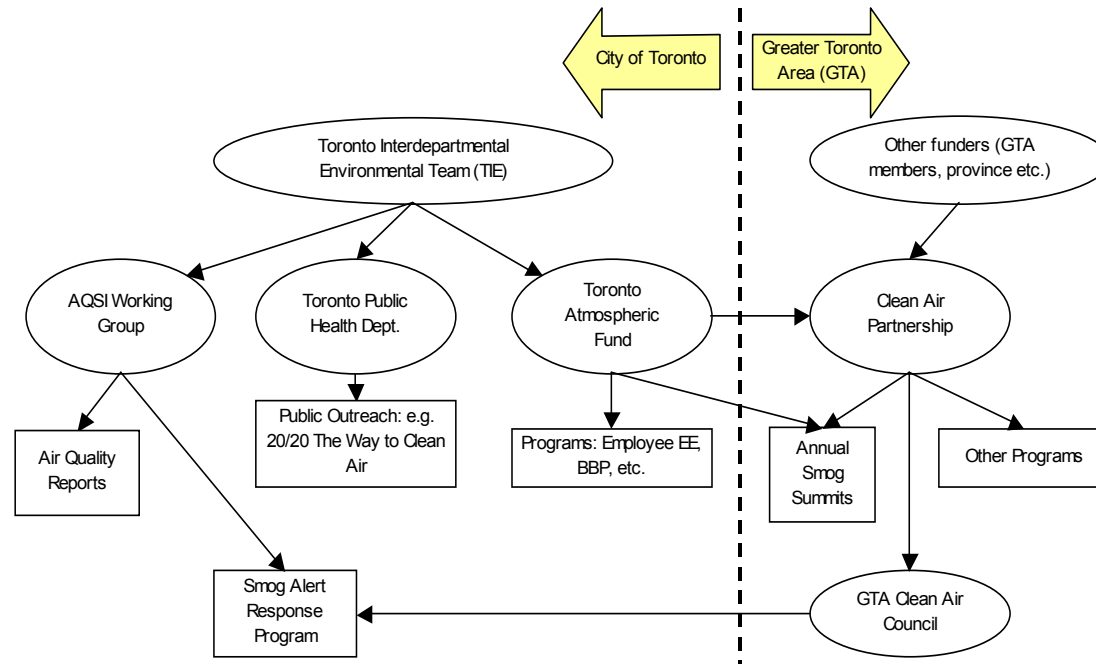 City of Toronto
Greater Toronto
Area (GTA)
Toronto Interdepartmental
Environmental Team (TIE)
Other funders (GTA
members, province etc.)
AQSI Working
Group
Toronto Public
Health Dept.
Toronto
Atmospheric
Fund
Clean Air
Partnership
Air Quality
Reports
Public Outreach: e.g.
20/20 The Way to Clean
Air
Programs: Employee EE,
BBP, etc.
Annual
Smog
Summits
Other Programs
Smog Alert
Response
Program
GTA Clean Air
Council